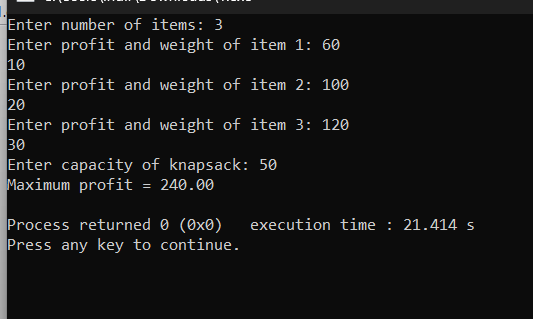 Enter number of items: 3
Enter profit and weight of item 1: 60
10
Enter profit and weight of item 2: 100
20
Enter profit and weight of item 3: 120
30
Enter capacity of knapsack: 50
Maximum profit = 240.00
Process returned 0 (0x0)   execution time : 21.414 s
Press any key to continue.